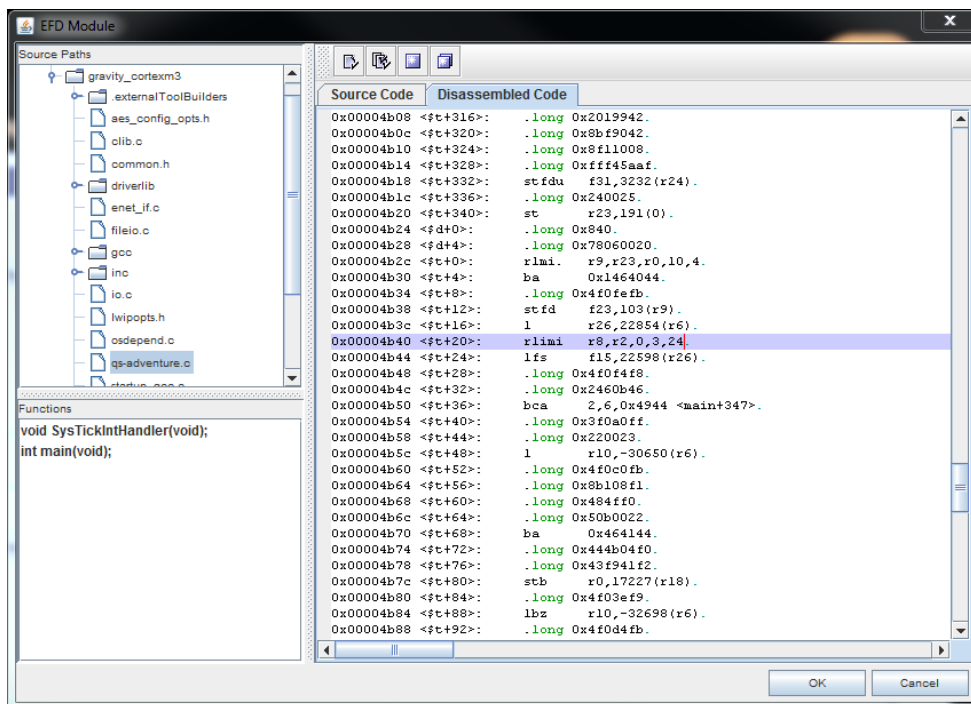 EFD Module
X
Source Paths
gravity_cortexm3
.externalToolBuilders
aes_config_opts.h
clib.c
common.h
driverlib
enet_if.c
fileio.c
gcc
inc
io.c
lwipopts.h
osdepend.c
qs-adventure.c
Functions
void SysTickIntHandler(void);
int main(void);
Source Code Disassembled Code
0x00004b08 <$t+316>: .long 0x2019942.
0x00004b0c <$t+320>: .long 0x8bf9042.
0x00004b10 <$t+324>: .long 0x8f11008.
0x00004b14 <$t+328>: .long 0xfff45aaf.
0x00004b18 <$t+332>: stfdu f31,3232(r24).
0x00004b1c <$t+336>: .long 0x240025.
0x00004b20 <$t+340>: st r23,191(0).
0x00004b24 <$d+0>: .long 0x840.
0x00004b28 <$d+4>: .long 0x78060020.
0x00004b2c <$t+0>: rlmi. r9,r23,r0,10,4.
0x00004b30 <$t+4>: ba 0x1464044.
0x00004b34 <$t+8>: .long 0x4f0fefb.
0x00004b38 <$t+12>: stfd f23,103(r9).
0x00004b3c <$t+16>: l r26,22854(r6).
0x00004b40 <$t+20>: rlimi r8,r2,0,3,24.
0x00004b44 <$t+24>: lfs f15,22598(r26).
0x00004b48 <$t+28>: .long 0x4f0f4f8.
0x00004b4c <$t+32>: .long 0x2460b46.
0x00004b50 <$t+36>: bca 2,6,0x4944 <main+347>.
0x00004b54 <$t+40>: .long 0x3f0a0ff.
0x00004b58 <$t+44>: .long 0x220023.
0x00004b5c <$t+48>: l r10,-30650(r6).
0x00004b60 <$t+52>: .long 0x4f0c0fb.
0x00004b64 <$t+56>: .long 0x8b108f1.
0x00004b68 <$t+60>: .long 0x484ff0.
0x00004b6c <$t+64>: .long 0x50b0022.
0x00004b70 <$t+68>: ba 0x464144.
0x00004b74 <$t+72>: .long 0x444b04f0.
0x00004b78 <$t+76>: .long 0x43f941f2.
0x00004b7c <$t+80>: stb r0,17227(r18).
0x00004b80 <$t+84>: .long 0x4f03ef9.
0x00004b84 <$t+88>: lbz r10,-32698(r6).
0x00004b88 <$t+92>: .long 0x4f0d4fb.
OK Cancel